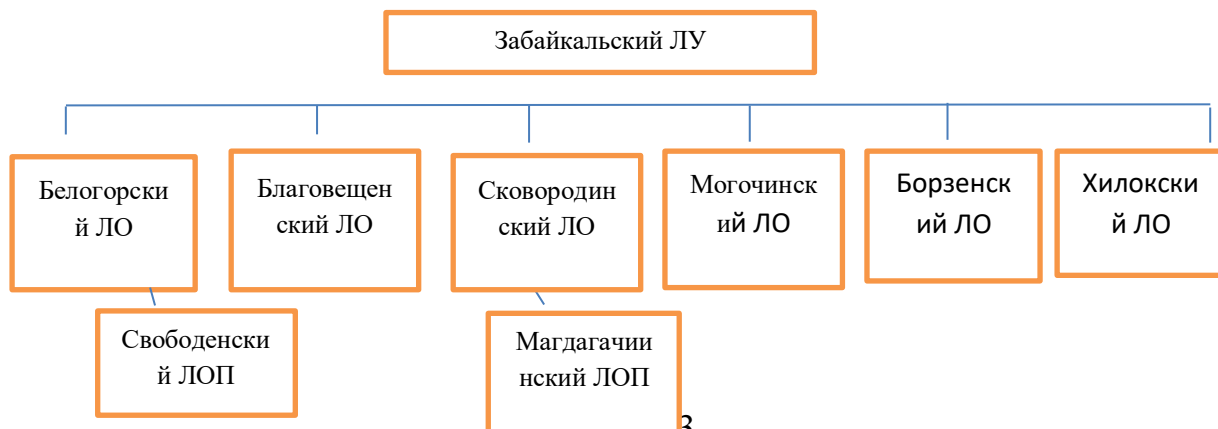 Забайкальский ЛУ
Белогорски
й ЛО
Благовещен
ский ЛО
Сковородин
ский ЛО
Могочинск
ий ЛО
Борзенск
ий ЛО
Хилокски
й ЛО
Свободенски
й ЛОП
Магдагачии
нский ЛОП